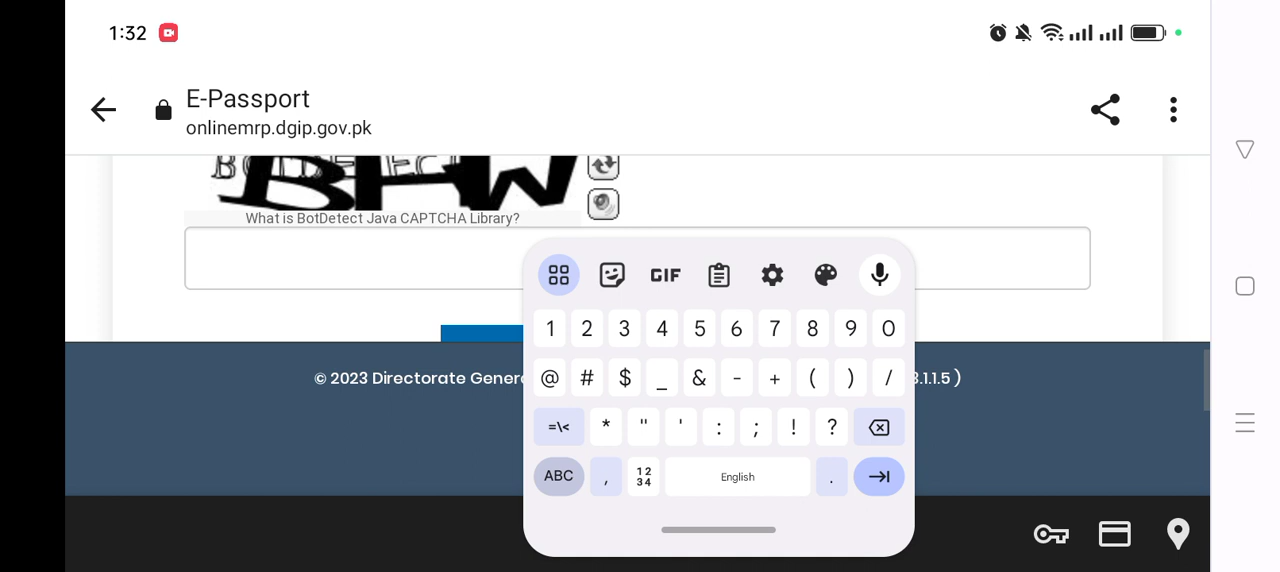 1:32
E-Passport
onlinemrp.dgip.gov.pk
What is BotDetect Java CAPTCHA Library?
GIF
1 2 3 4 5 6 7 8 9 0
@ # $ _ & - + ( ) /
=\< * " ' : ; ! ?
ABC , 12 34 English .
© 2023 Directorate Gener
3.1.1.5 )